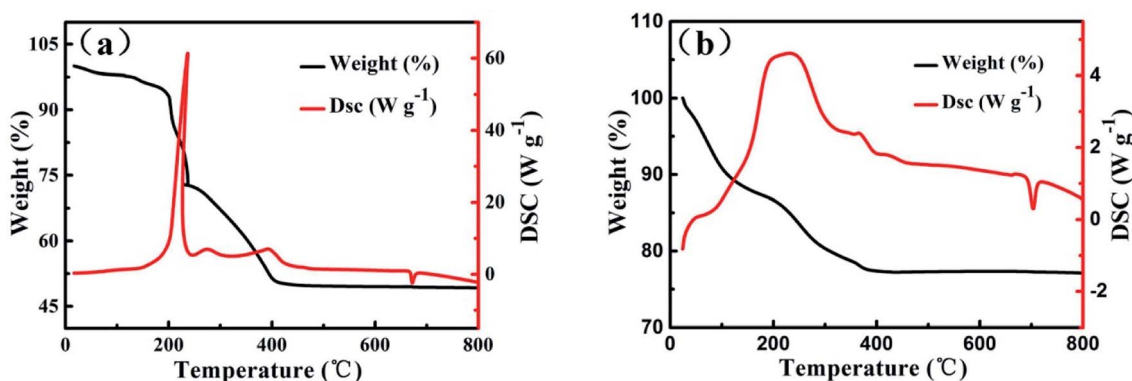 (a)
Weight (%)
Dsc (W g⁻¹)
105
90
75
60
45
60
40
20
0
Weight (%)
DSC (W g⁻¹)
0 200 400 600 800
Temperature (℃)
(b)
Weight (%)
Dsc (W g⁻¹)
110
100
90
80
70
4
2
0
-2
Weight (%)
DSC (W g⁻¹)
0 200 400 600 800
Temperature (℃)